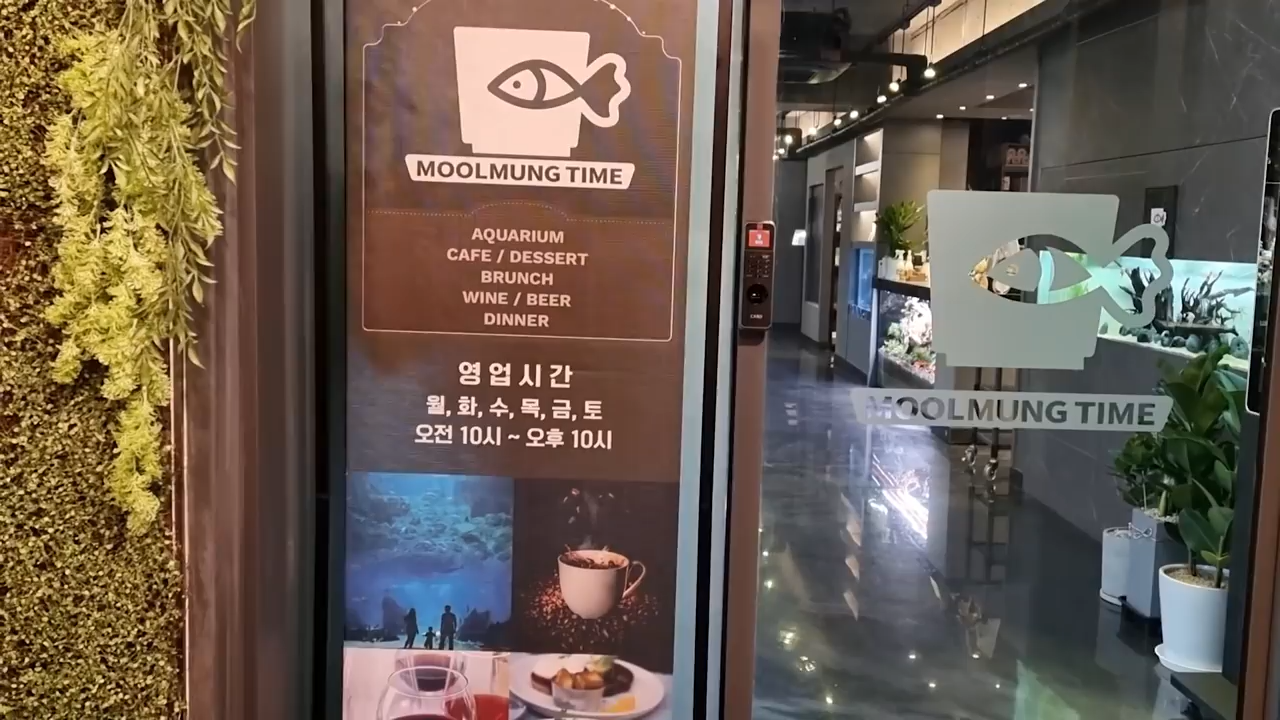 MOOLMUNG TIME
AQUARIUM
CAFE / DESSERT
BRUNCH
WINE / BEER
DINNER
영업시간
월, 화, 수, 목, 금, 토
오전 10시 ~ 오후 10시
MOOLMUNG TIME